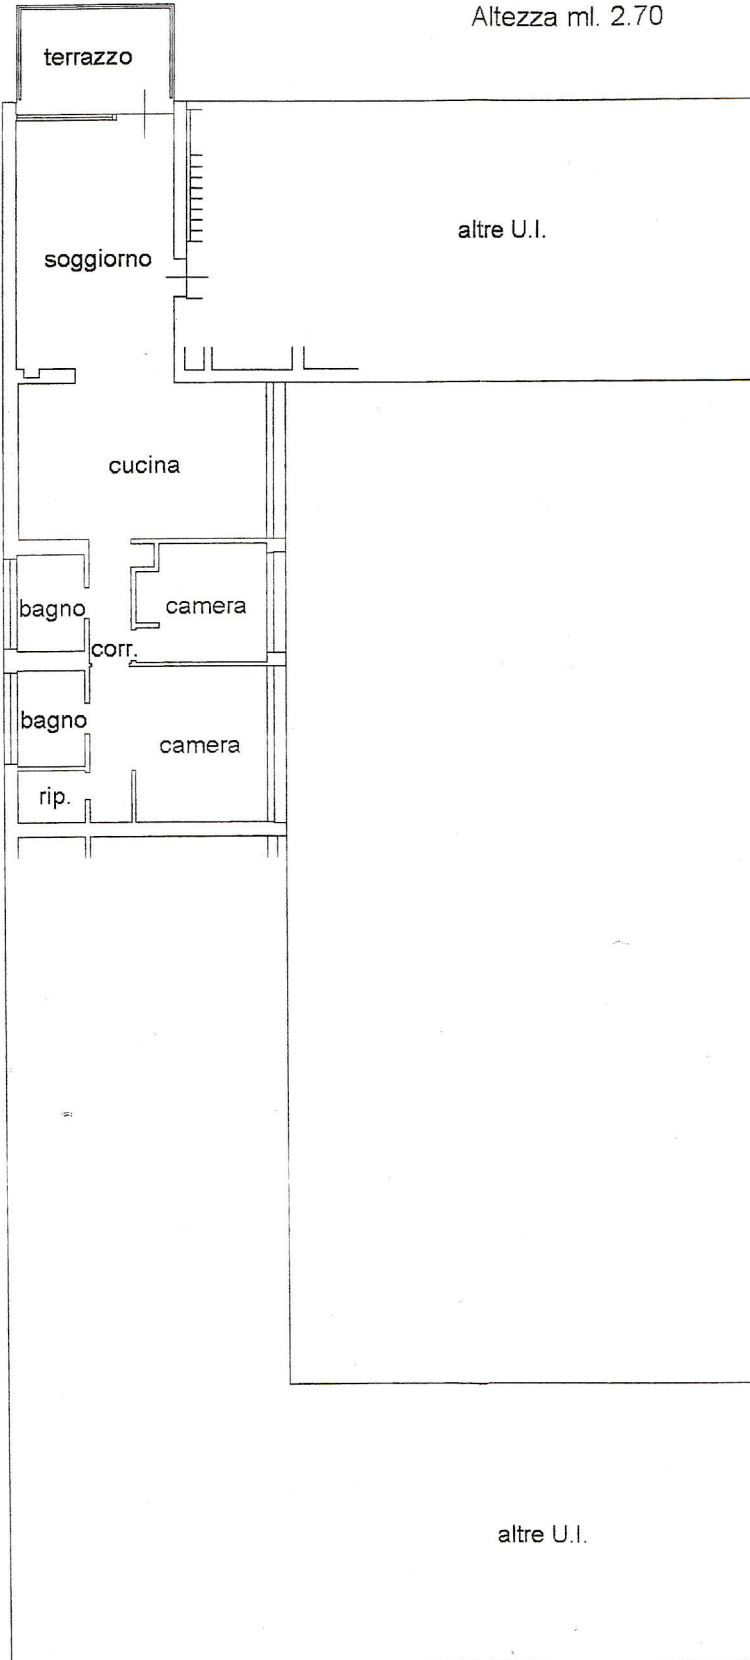 Altezza ml. 2.70
terrazzo
altre U.I.
soggiorno
cucina
bagno
camera
corr.
bagno
camera
rip.
altre U.I.